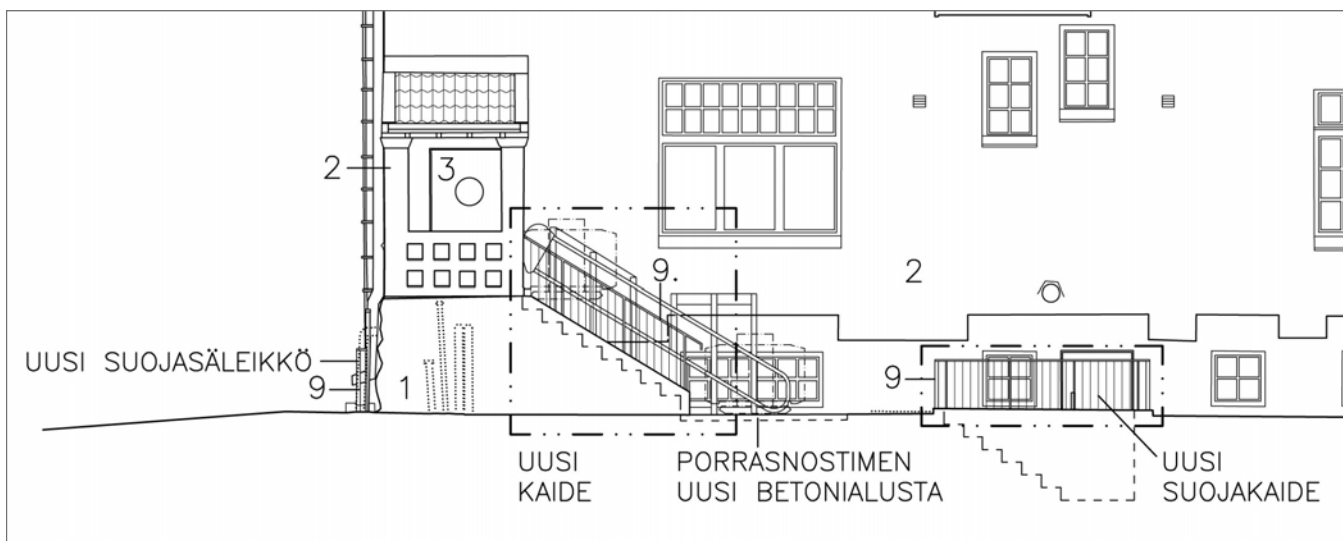 2
3
9.
2
UUSI SUOJASÄLEIKKÖ
9
1
9
UUSI
KAIDE
PORRASNOSTIMEN
UUSI BETONIALUSTA
UUSI
SUOJAKAIDE